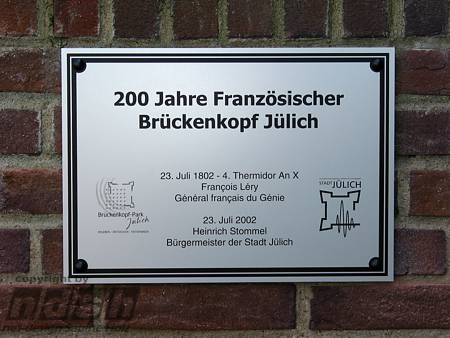 200 Jahre Französischer
Brückenkopf Jülich
23. Juli 1802 - 4. Thermidor An X
François Léry
Général français du Génie
23. Juli 2002
Heinrich Stommel
Bürgermeister der Stadt Jülich
Brückenkopf-Park
Jülich
STADT JÜLICH
copyright by